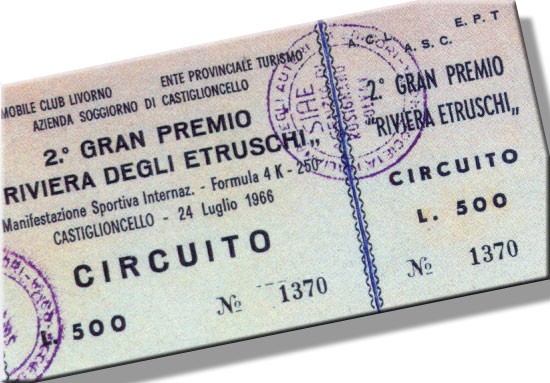 MOBILE CLUB LIVORNO
ENTE PROVINCIALE TURISMO
AZIENDA SOGGIORNO DI CASTIGLIONCELLO
2.° GRAN PREMIO
"RIVIERA DEGLI ETRUSCHI"
Manifestazione Sportiva Internaz. - Formula 4 K - 250
CASTIGLIONCELLO - 24 Luglio 1966
CIRCUITO
L. 500
No 1370
SIAE
A. C. L.
E. P. T
A. S. C.
2.° GRAN PREMIO
"RIVIERA ETRUSCHI"
CIRCUITO
L. 500
No 1370